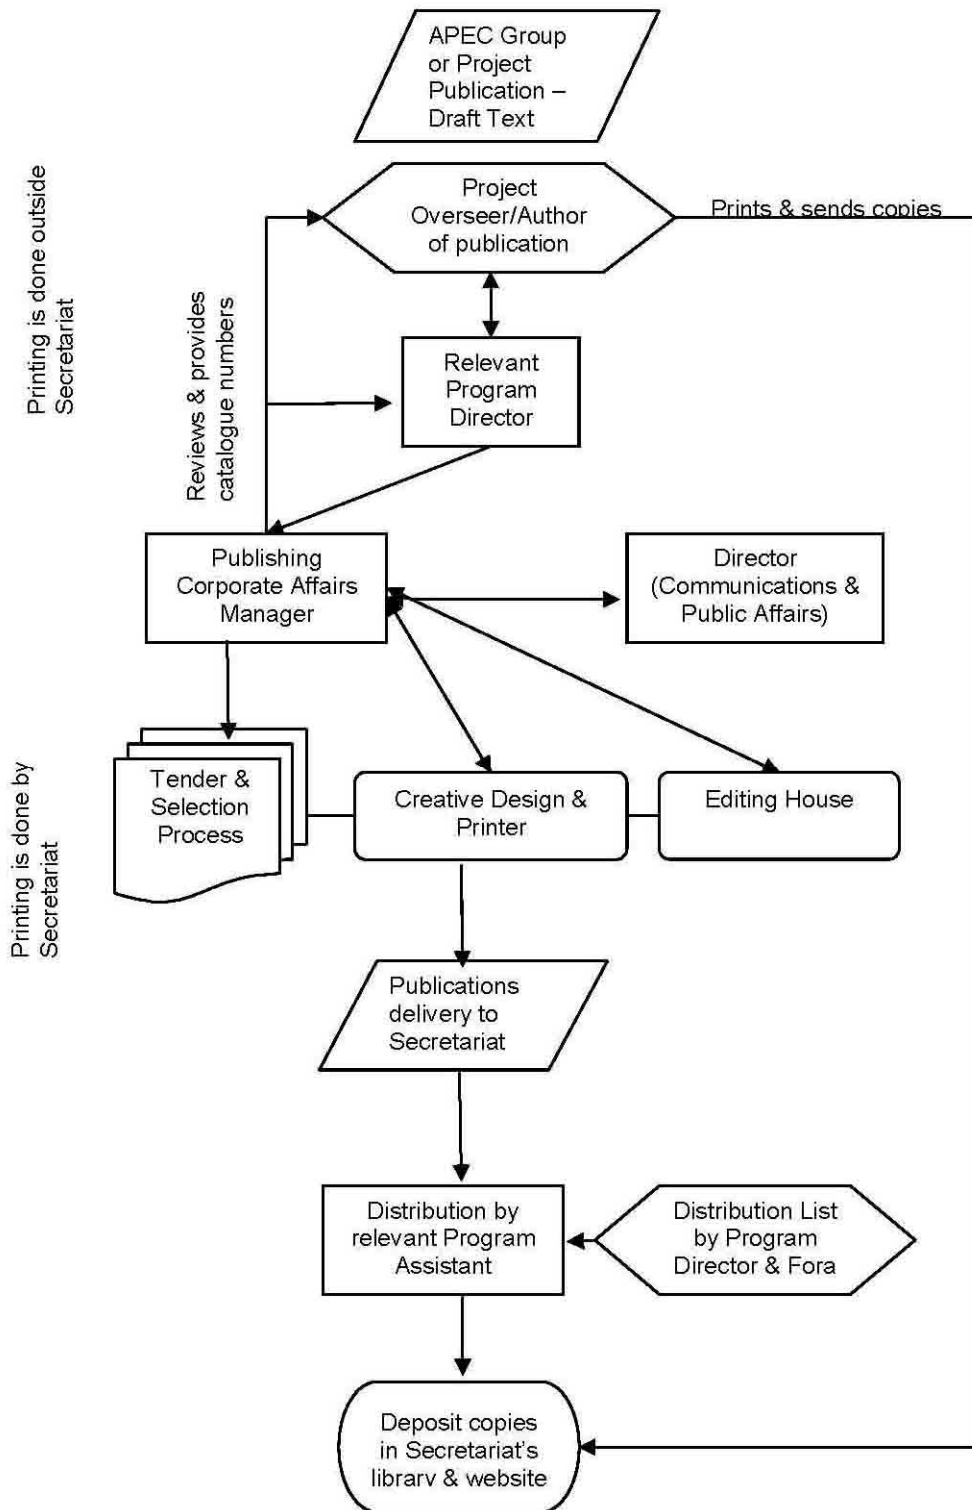 APEC Group
or Project
Publication –
Draft Text
Printing is done outside
Secretariat
Project
Overseer/Author
of publication
Prints & sends copies
Reviews & provides
catalogue numbers
Relevant
Program
Director
Publishing
Corporate Affairs
Manager
Director
(Communications &
Public Affairs)
Printing is done by
Secretariat
Tender &
Selection
Process
Creative Design &
Printer
Editing House
Publications
delivery to
Secretariat
Distribution by
relevant Program
Assistant
Distribution List
by Program
Director & Fora
Deposit copies
in Secretariat's
library & website